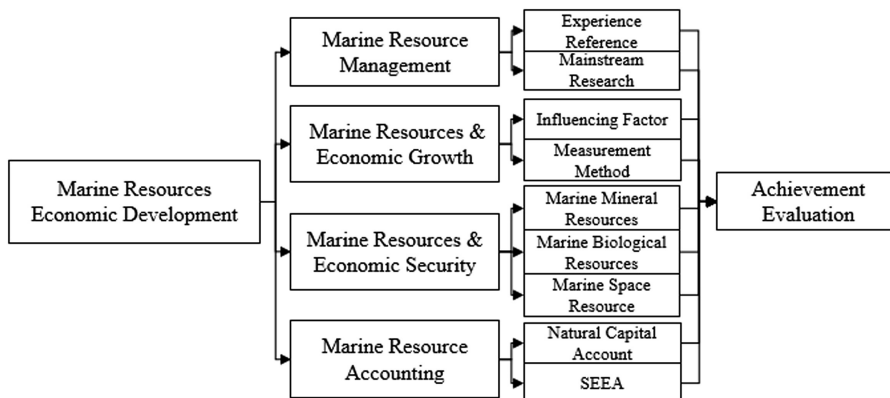 Marine Resources
Economic Development
Marine Resource
Management
Experience
Reference
Mainstream
Research
Marine Resources &
Economic Growth
Influencing Factor
Measurement
Method
Marine Resources &
Economic Security
Marine Mineral
Resources
Marine Biological
Resources
Marine Space
Resource
Marine Resource
Accounting
Natural Capital
Account
SEEA
Achievement
Evaluation